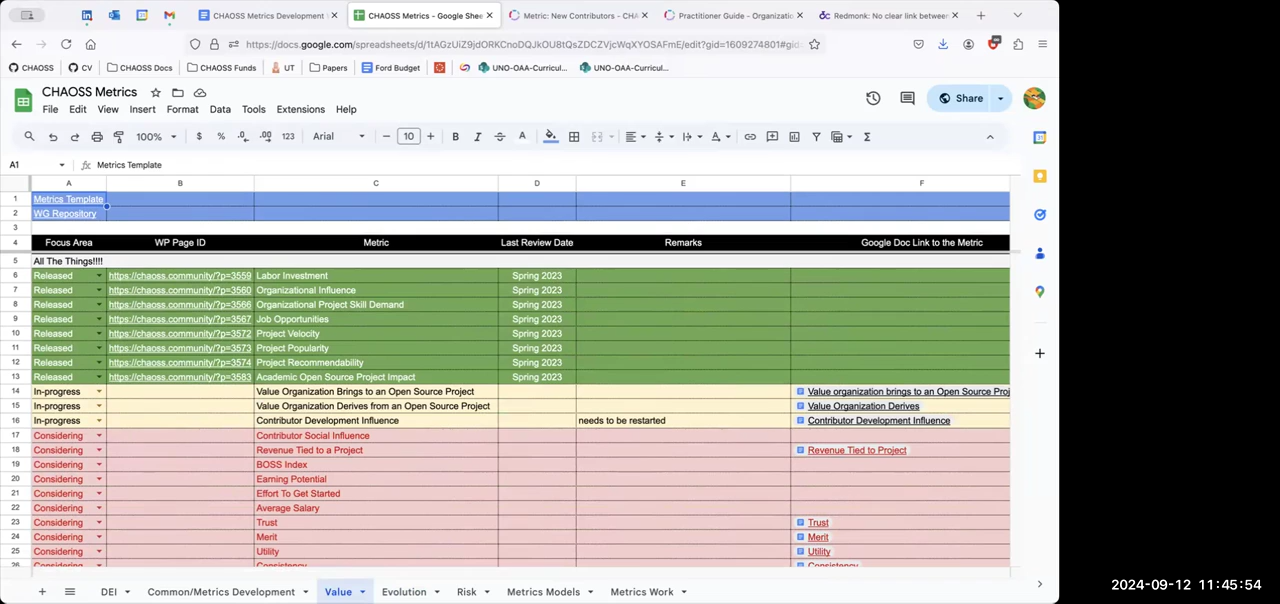 CHAOSS Metrics Development
CHAOSS Metrics - Google Shee
Metric: New Contributors - CHA
Practitioner Guide - Organizatio
Redmonk: No clear link between
https://docs.google.com/spreadsheets/d/1tAGzUiZ9jdORKCnoDQJkOU8tQsZDCZVjcWqXYOSAFmE/edit?gid=1609274801#gid
CHAOSS
CV
CHAOSS Docs
CHAOSS Funds
UT
Papers
Ford Budget
UNO-OAA-Curricul...
UNO-OAA-Curricul...
CHAOSS Metrics
Share
File Edit View Insert Format Data Tools Extensions Help
100% $ % .0 .00 123 Arial - 10 + B I S A
A1 fx Metrics Template
A B C D E F
1 Metrics Template
2 WG Repository
3
4 Focus Area WP Page ID Metric Last Review Date Remarks Google Doc Link to the Metric
5 All The Things!!!!
6 Released https://chaoss.community/?p=3559 Labor Investment Spring 2023
7 Released https://chaoss.community/?p=3560 Organizational Influence Spring 2023
8 Released https://chaoss.community/?p=3566 Organizational Project Skill Demand Spring 2023
9 Released https://chaoss.community/?p=3567 Job Opportunities Spring 2023
10 Released https://chaoss.community/?p=3572 Project Velocity Spring 2023
11 Released https://chaoss.community/?p=3573 Project Popularity Spring 2023
12 Released https://chaoss.community/?p=3574 Project Recommendability Spring 2023
13 Released https://chaoss.community/?p=3583 Academic Open Source Project Impact Spring 2023
14 In-progress Value Organization Brings to an Open Source Project Value organization brings to an Open Source Proj
15 In-progress Value Organization Derives from an Open Source Project Value Organization Derives
16 In-progress Contributor Development Influence needs to be restarted Contributor Development Influence
17 Considering Contributor Social Influence
18 Considering Revenue Tied to a Project Revenue Tied to Project
19 Considering BOSS Index
20 Considering Earning Potential
21 Considering Effort To Get Started
22 Considering Average Salary
23 Considering Trust Trust
24 Considering Merit Merit
25 Considering Utility Utility
26 Considering Consistency Consistency
DEI Common/Metrics Development Value Evolution Risk Metrics Models Metrics Work
2024-09-12 11:45:54